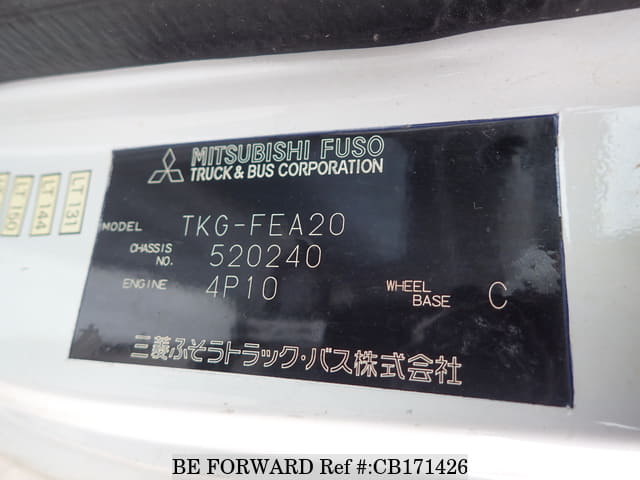 MITSUBISHI FUSO
TRUCK & BUS CORPORATION
MODEL TKG-FEA20
CHASSIS NO. 520240
ENGINE 4P10
WHEEL BASE C
三菱ふそうトラック・バス株式会社
LT 131
LT 144
LT 150
BE FORWARD Ref #:CB171426